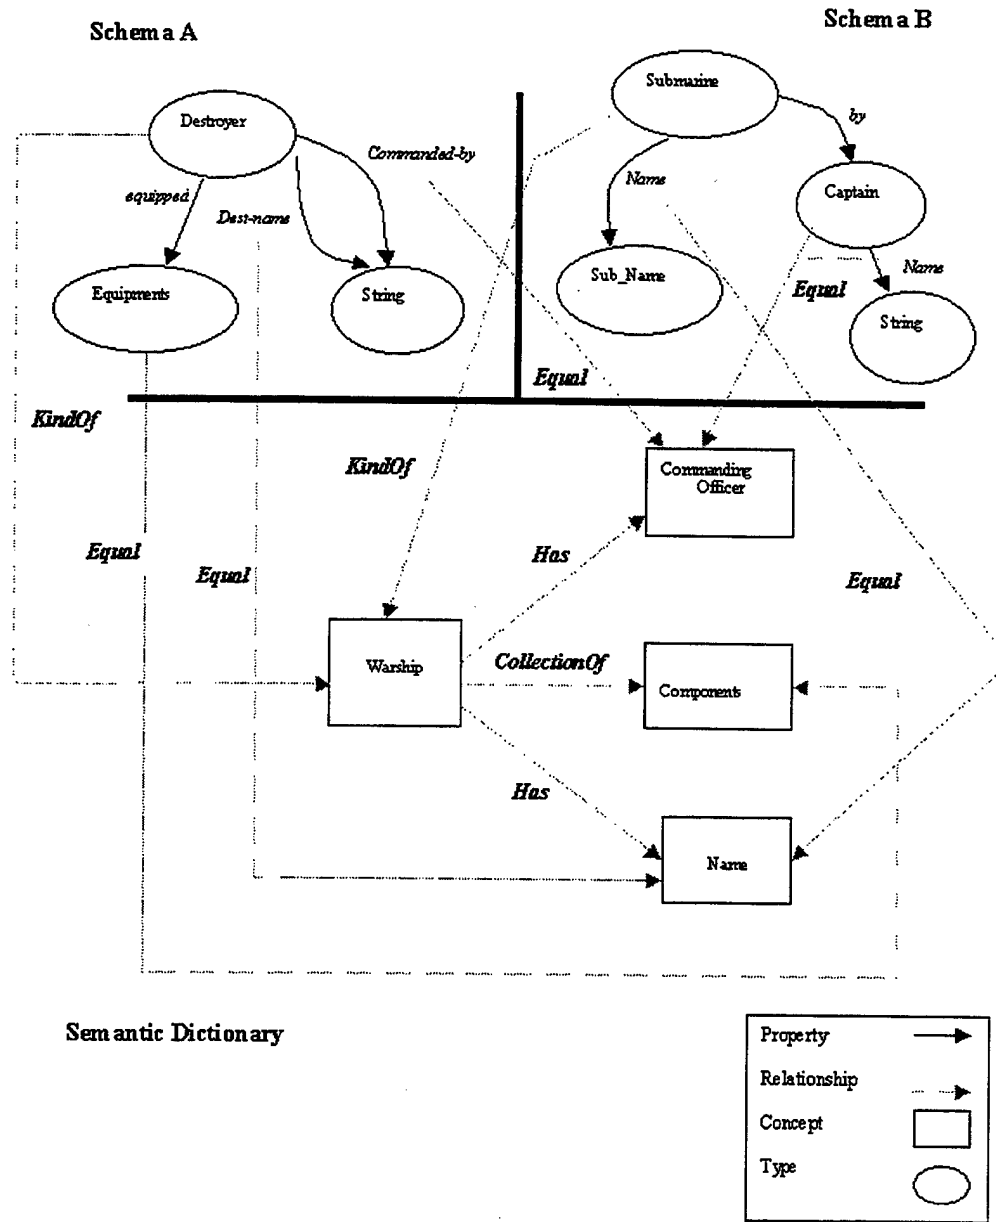 Schema A
Schema B
Submarine
Destroyer
by
Commanded-by
Name
Captain
equipped
Dest-name
Equipments
String
Sub_Name
Name
Equal
String
Equal
KindOf
KindOf
Commanding
Officer
Equal
Has
Equal
Equal
Warship
CollectionOf
Components
Has
Name
Semantic Dictionary
Property
Relationship
Concept
Type